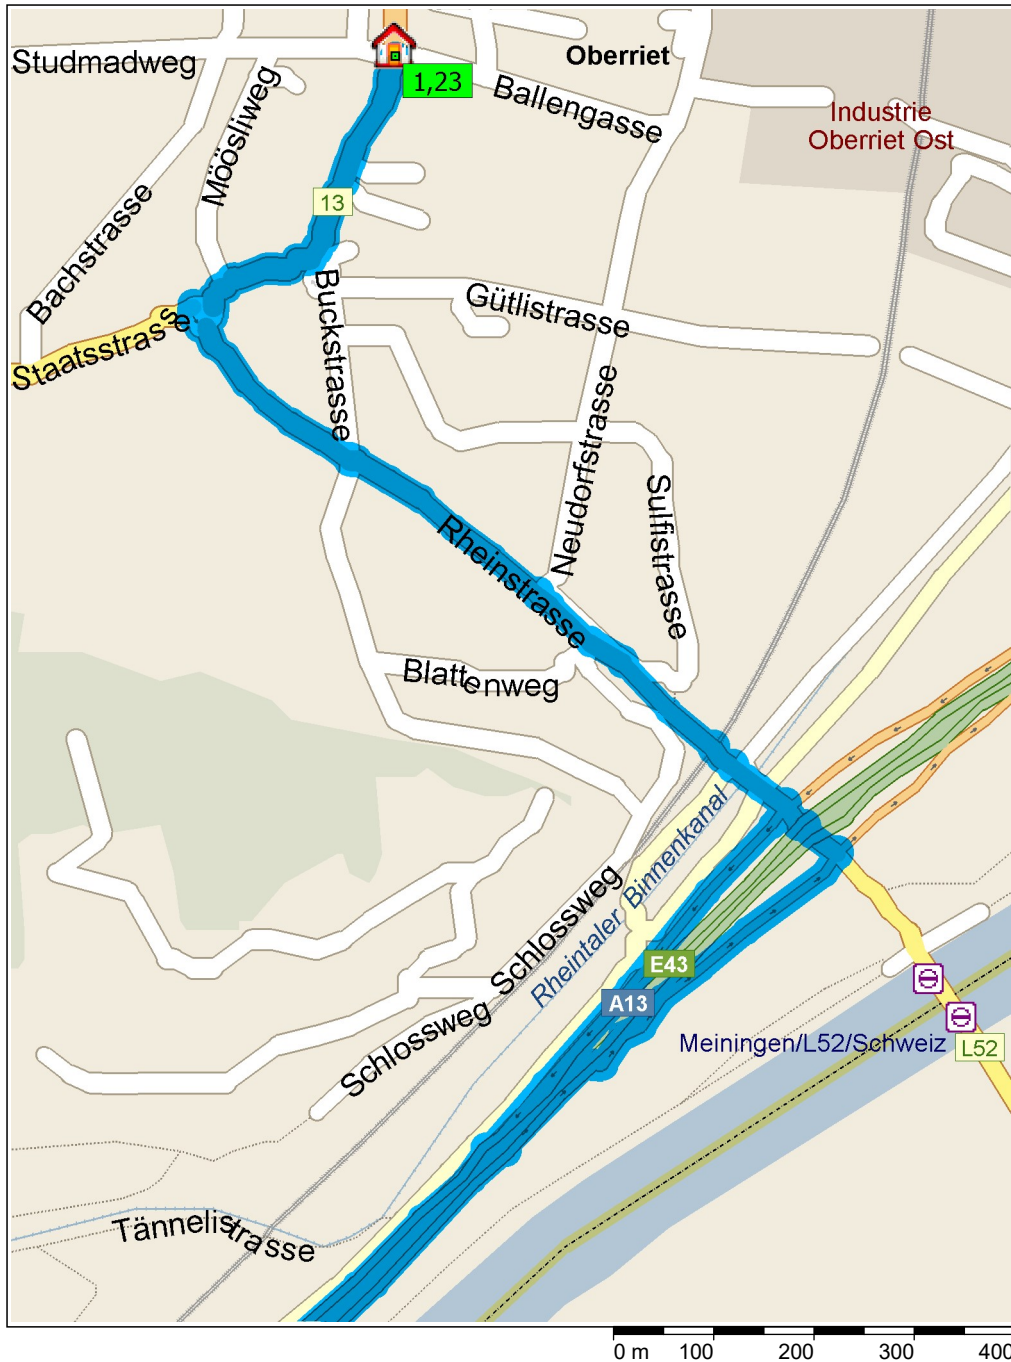 Studmadweg
Oberriet
1,23
Ballengasse
Industrie
Oberriet Ost
Möösliweg
13
Bachstrasse
Buckstrasse
Gütlistrasse
Staatsstrasse
Neudorfstrasse
Sulfistrasse
Rheinstrasse
Blattenweg
Rheintaler Binnenkanal
Schlossweg
E43
A13
Schlossweg
Meiningen/L52/Schweiz
L52
Tännelistrasse
0 m 100 200 300 400